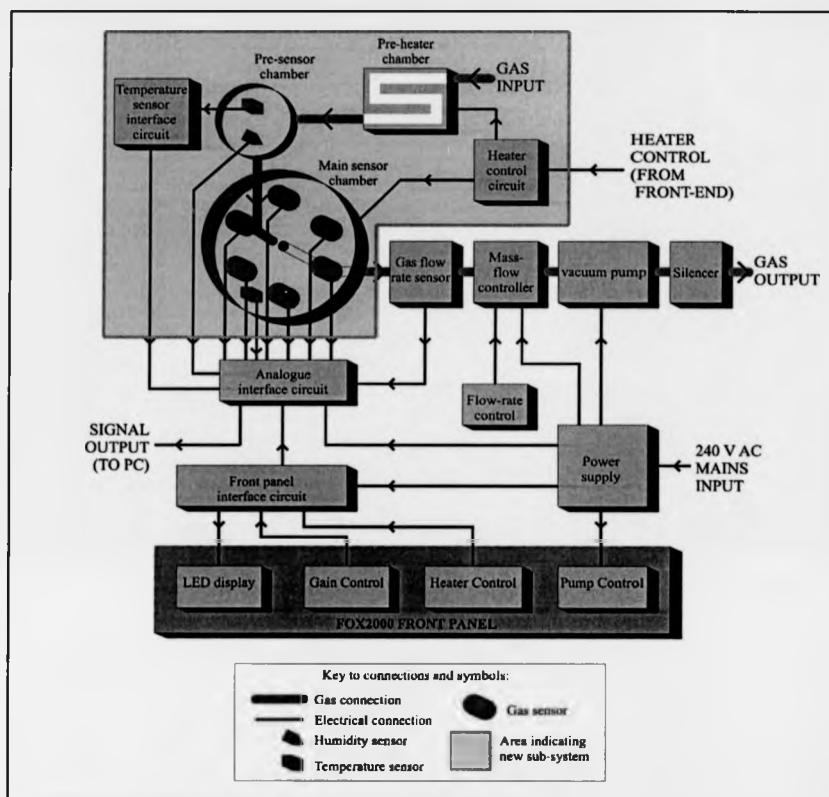 Pre-sensor
chamber
Pre-heater
chamber
GAS
INPUT
Temperature
sensor
interface
circuit
Main sensor
chamber
Heater
control
circuit
HEATER
CONTROL
(FROM
FRONT-END)
Gas flow
rate sensor
Mass-
flow
controller
vacuum pump
Silencer
GAS
OUTPUT
Analogue
interface circuit
Flow-rate
control
SIGNAL
OUTPUT
(TO PC)
Power
supply
240 V AC
MAINS
INPUT
Front panel
interface circuit
LED display
Gain Control
Heater Control
Pump Control
FOX2000 FRONT PANEL
Key to connections and symbols:
Gas connection
Electrical connection
Humidity sensor
Temperature sensor
Gas sensor
Area indicating
new sub-system